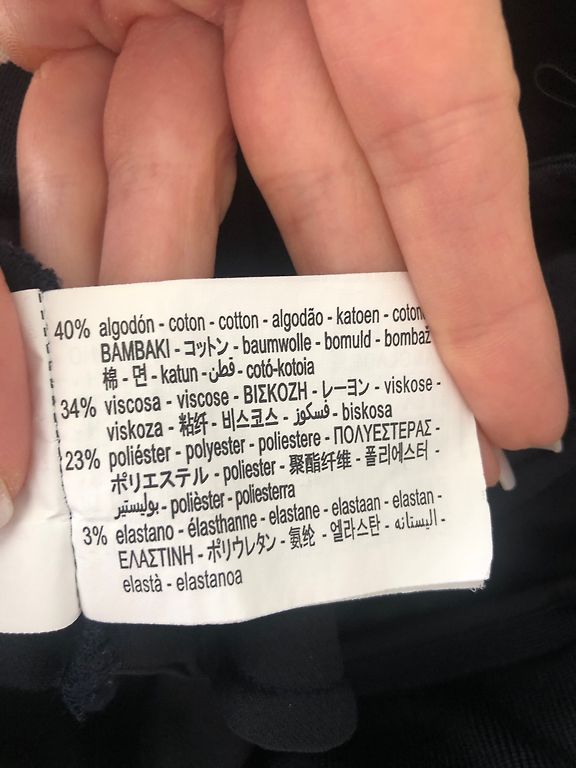 40% algodón - coton - cotton - algodão - katoen - coton
BAMBAKI - コットン - baumwolle - bomuld - bombaž
棉 - 면 - katun - قطن - cotó-kotoia
34% viscosa - viscose - ΒΙΣΚΟΖΗ - レーヨン - viskose -
viskoza - 粘纤 - 비스코스 - فسكوز - biskosa
23% poliéster - polyester - poliestere - ΠΟΛΥΕΣΤΕΡΑΣ -
ポリエステル - poliester - 聚酯纤维 - 폴리에스터 -
بوليستير - polièster - poliesterra
3% elastano - élasthanne - elastane - elastaan - elastan -
ΕΛΑΣΤΙΝΗ - ポリウレタン - 氨纶 - 엘라스탄 - اليستانه -
elastà - elastanoa